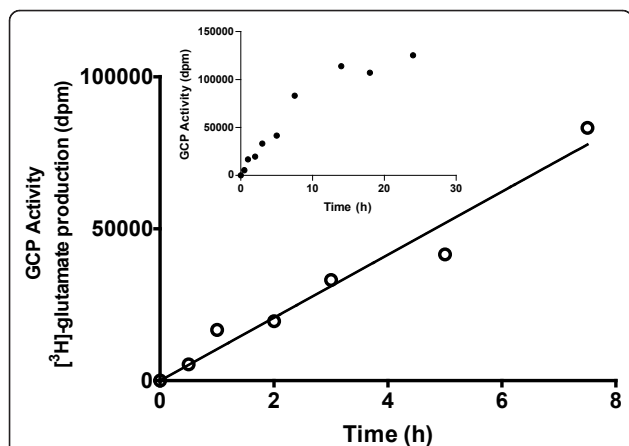 150000
100000
50000
0
0 10 20 30
Time (h)
GCP Activity (dpm)
100000
50000
0
0 2 4 6 8
Time (h)
GCP Activity
[³H]-glutamate production (dpm)